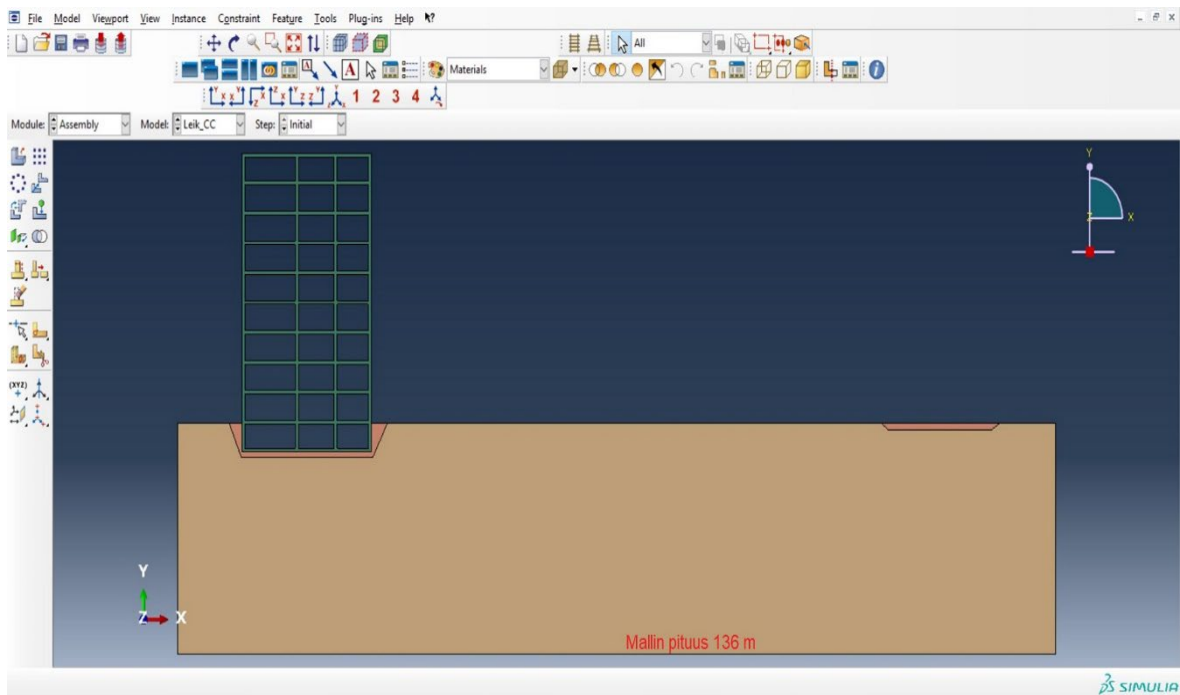 File Model Viewport View Instance Constraint Feature Tools Plug-ins Help
All
A Materials
1 2 3 4
Module: Assembly Model: Leik_CC Step: Initial
Y
Z X
(XYZ)
Y
Z X
Mallin pituus 136 m
SIMULIA